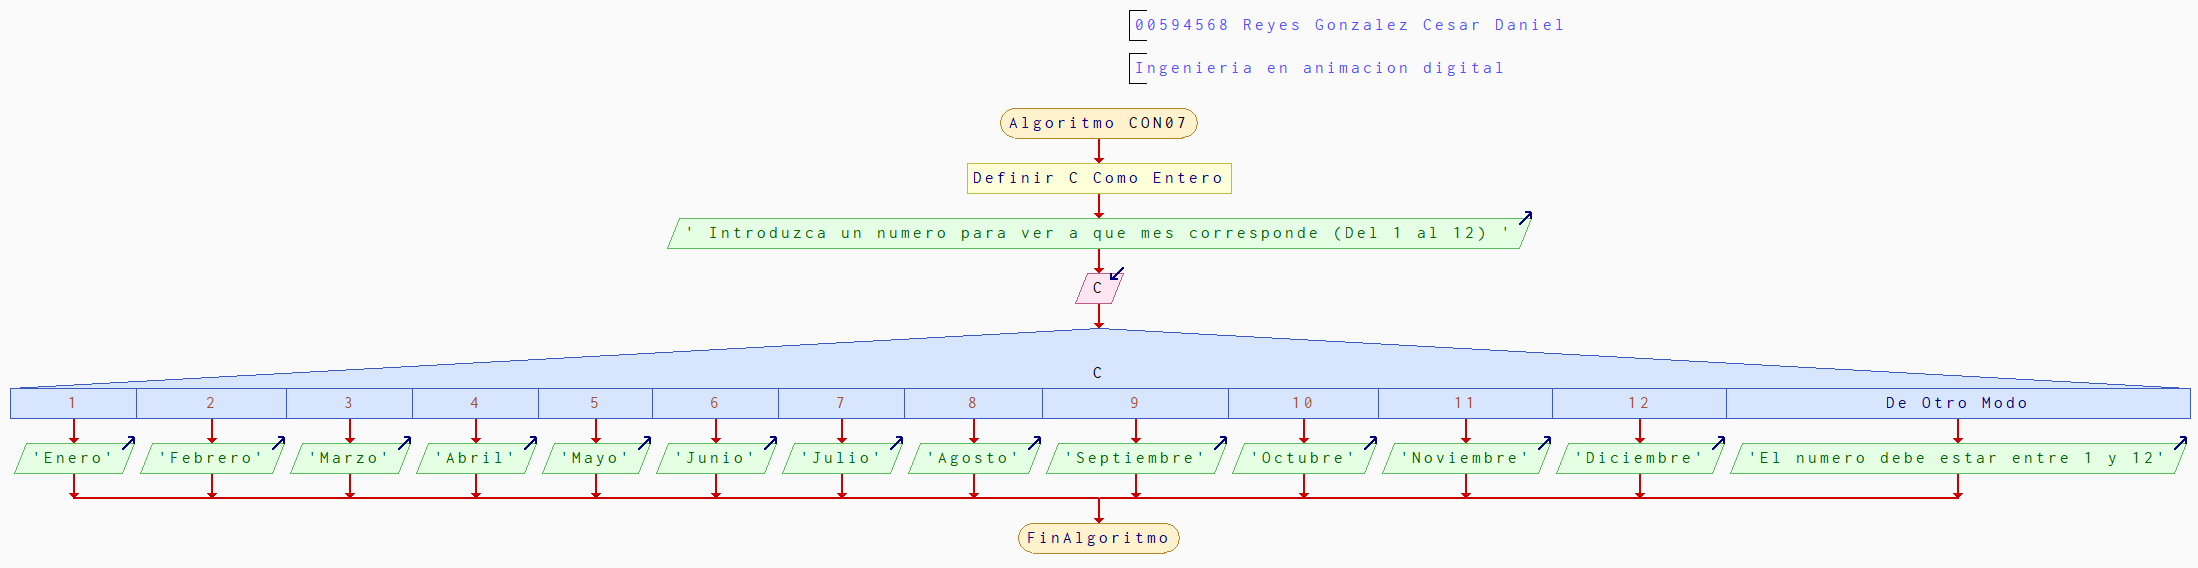 00594568 Reyes Gonzalez Cesar Daniel
Ingenieria en animacion digital
Algoritmo CON07
Definir C Como Entero
' Introduzca un numero para ver a que mes corresponde (Del 1 al 12) '
C
C
1 2 3 4 5 6 7 8 9 10 11 12 De Otro Modo
'Enero' 'Febrero' 'Marzo' 'Abril' 'Mayo' 'Junio' 'Julio' 'Agosto' 'Septiembre' 'Octubre' 'Noviembre' 'Diciembre' 'El numero debe estar entre 1 y 12'
FinAlgoritmo